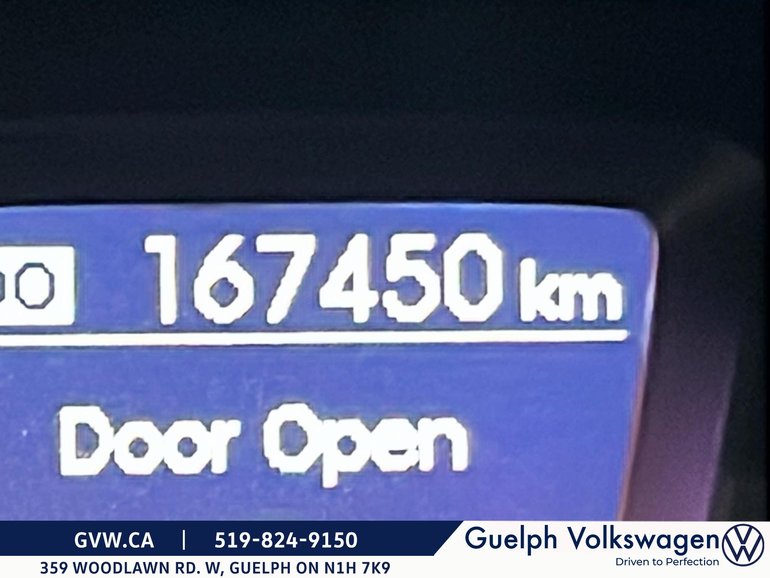 167450 km
Door Open
GVW.CA | 519-824-9150
Guelph Volkswagen
Driven to Perfection
359 WOODLAWN RD. W, GUELPH ON N1H 7K9